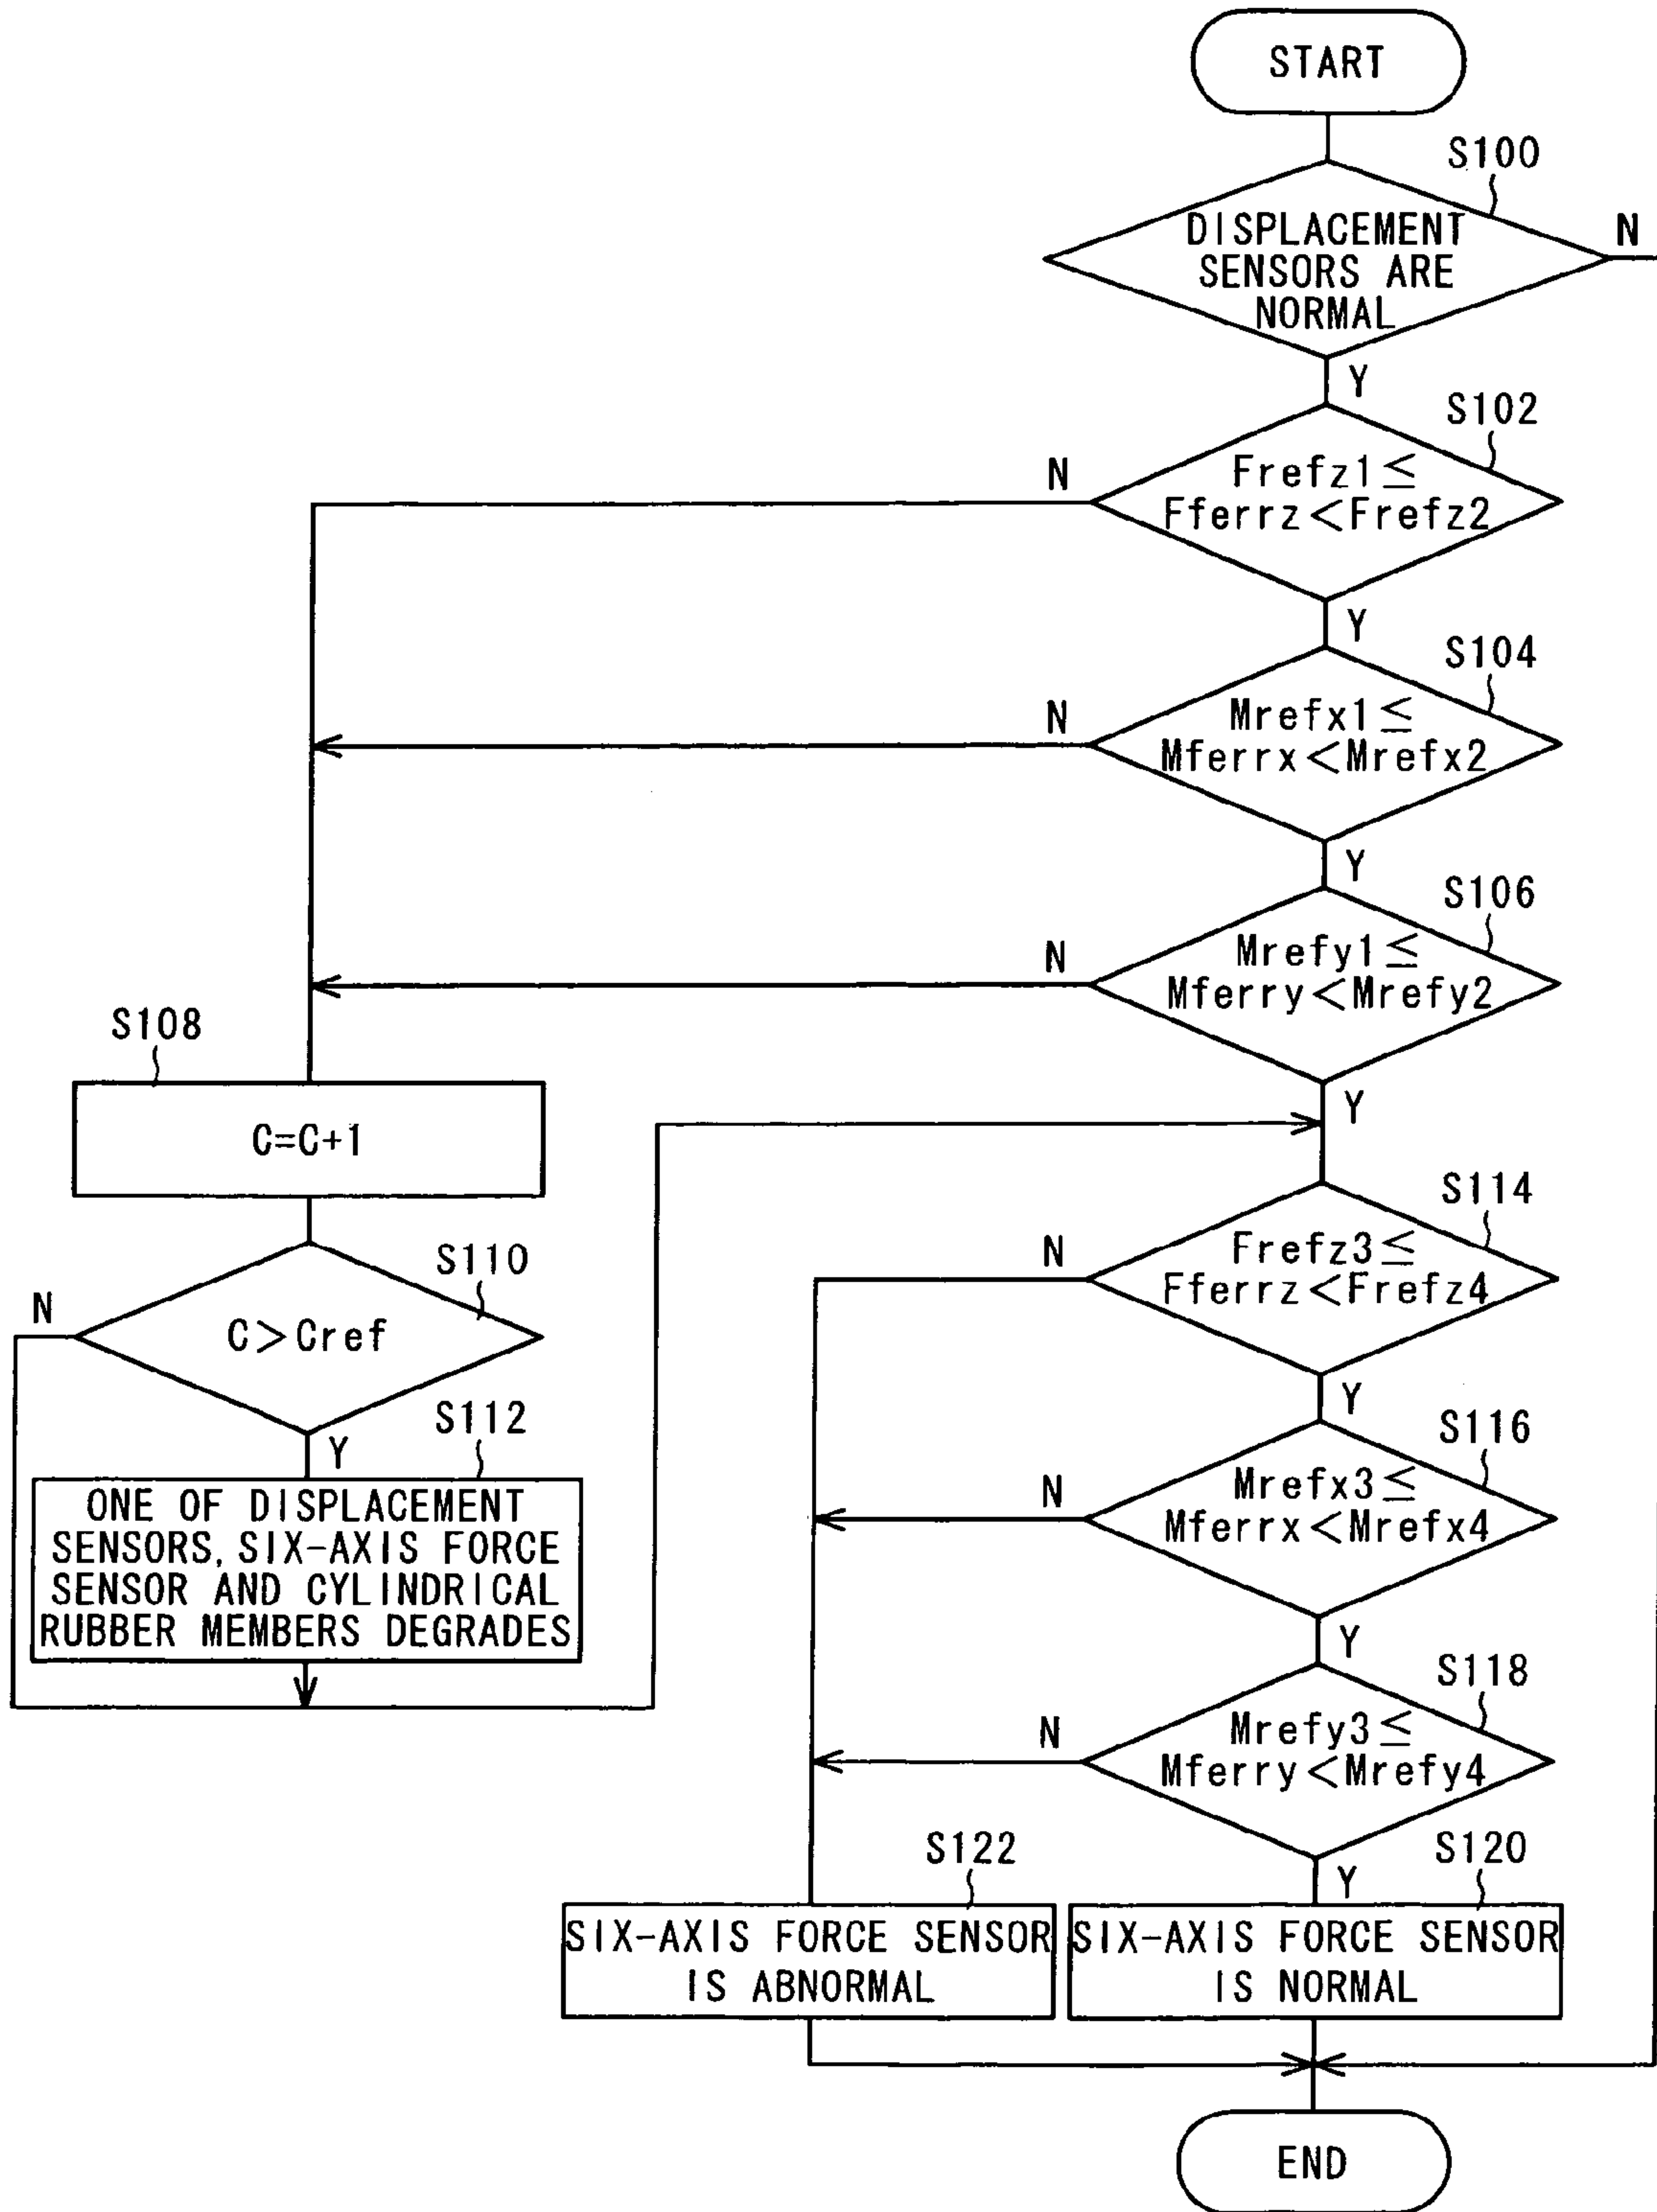 START
S100
DISPLACEMENT
SENSORS ARE
NORMAL
N
Y
S102
Frefz1≦
Fferrz<Frefz2
N
Y
S104
Mrefx1≦
Mferrx<Mrefx2
N
Y
S106
Mrefy1≦
Mferry<Mrefy2
N
Y
S108
C=C+1
S110
C>Cref
N
Y
S112
ONE OF DISPLACEMENT
SENSORS, SIX-AXIS FORCE
SENSOR AND CYLINDRICAL
RUBBER MEMBERS DEGRADES
S114
Frefz3≦
Fferrz<Frefz4
N
Y
S116
Mrefx3≦
Mferrx<Mrefx4
N
Y
S118
Mrefy3≦
Mferry<Mrefy4
N
Y
S122
SIX-AXIS FORCE SENSOR
IS ABNORMAL
S120
SIX-AXIS FORCE SENSOR
IS NORMAL
END